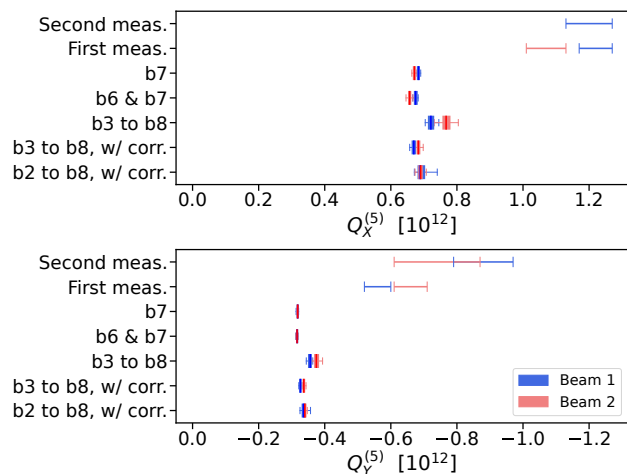 Second meas.
First meas.
b7
b6 & b7
b3 to b8
b3 to b8, w/ corr.
b2 to b8, w/ corr.
0.0 0.2 0.4 0.6 0.8 1.0 1.2
Q_X^(5) [10^12]
Second meas.
First meas.
b7
b6 & b7
b3 to b8
b3 to b8, w/ corr.
b2 to b8, w/ corr.
Beam 1
Beam 2
0.0 −0.2 −0.4 −0.6 −0.8 −1.0 −1.2
Q_Y^(5) [10^12]